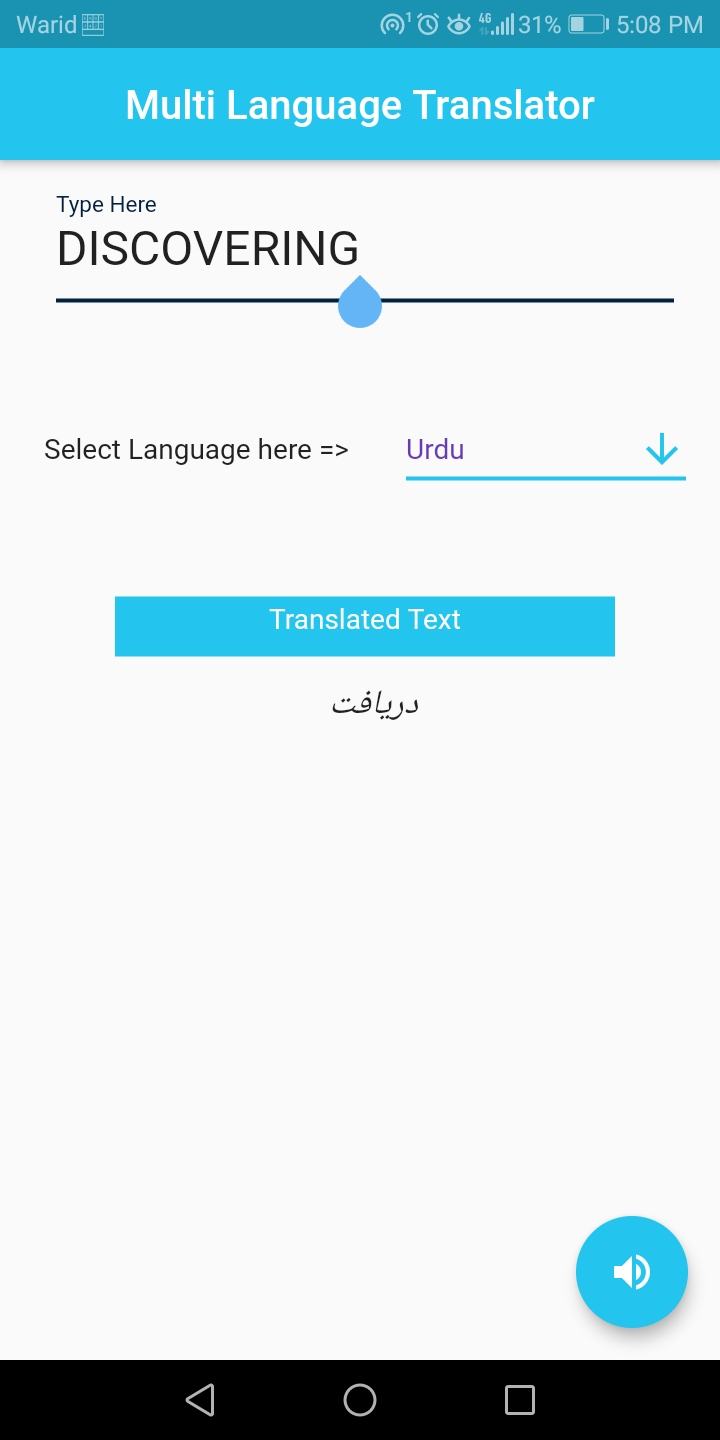 Warid 1 4G 31% 5:08 PM
Multi Language Translator
Type Here
DISCOVERING
Select Language here => Urdu
Translated Text
دریافت